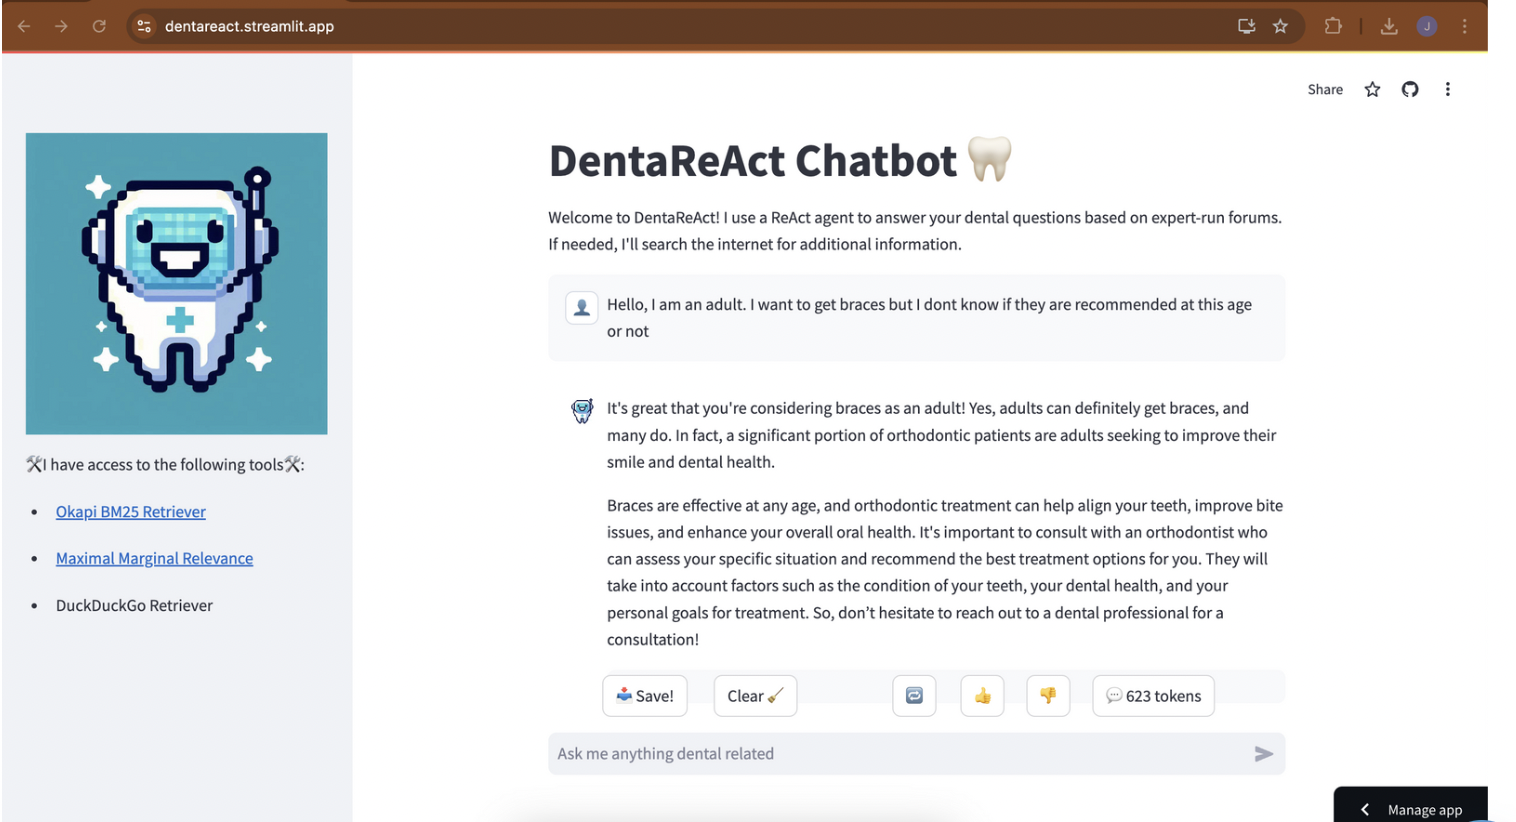 dentareact.streamlit.app
J
Share
DentaReAct Chatbot 🦷
Welcome to DentaReAct! I use a ReAct agent to answer your dental questions based on expert-run forums.
If needed, I'll search the internet for additional information.
Hello, I am an adult. I want to get braces but I dont know if they are recommended at this age
or not
It's great that you're considering braces as an adult! Yes, adults can definitely get braces, and
many do. In fact, a significant portion of orthodontic patients are adults seeking to improve their
smile and dental health.
Braces are effective at any age, and orthodontic treatment can help align your teeth, improve bite
issues, and enhance your overall oral health. It's important to consult with an orthodontist who
can assess your specific situation and recommend the best treatment options for you. They will
take into account factors such as the condition of your teeth, your dental health, and your
personal goals for treatment. So, don’t hesitate to reach out to a dental professional for a
consultation!
📤 Save! Clear 🧹 🔁 👍 👎 💬 623 tokens
Ask me anything dental related
🛠️I have access to the following tools🛠️:
• Okapi BM25 Retriever
• Maximal Marginal Relevance
• DuckDuckGo Retriever
Manage app